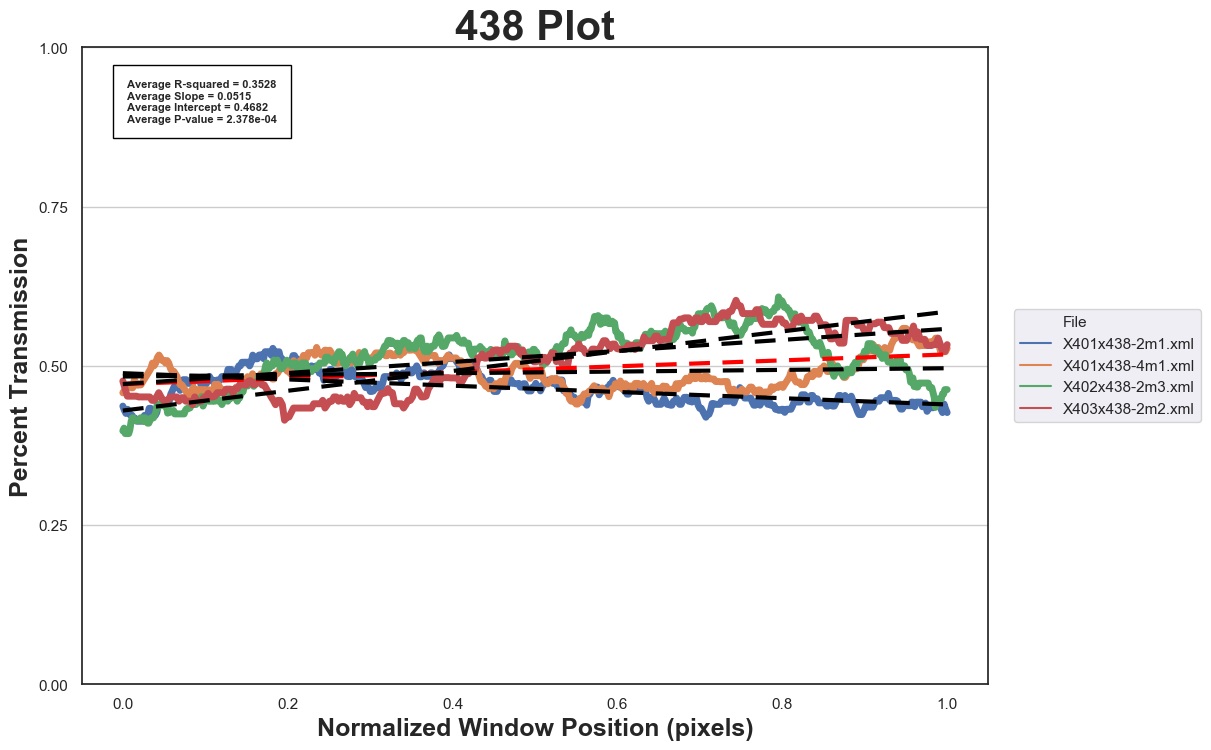 438 Plot
Average R-squared = 0.3528
Average Slope = 0.0515
Average Intercept = 0.4682
Average P-value = 2.378e-04
Percent Transmission
1.00
0.75
0.50
0.25
0.00
0.0
0.2
0.4
0.6
0.8
1.0
Normalized Window Position (pixels)
File
X401x438-2m1.xml
X401x438-4m1.xml
X402x438-2m3.xml
X403x438-2m2.xml